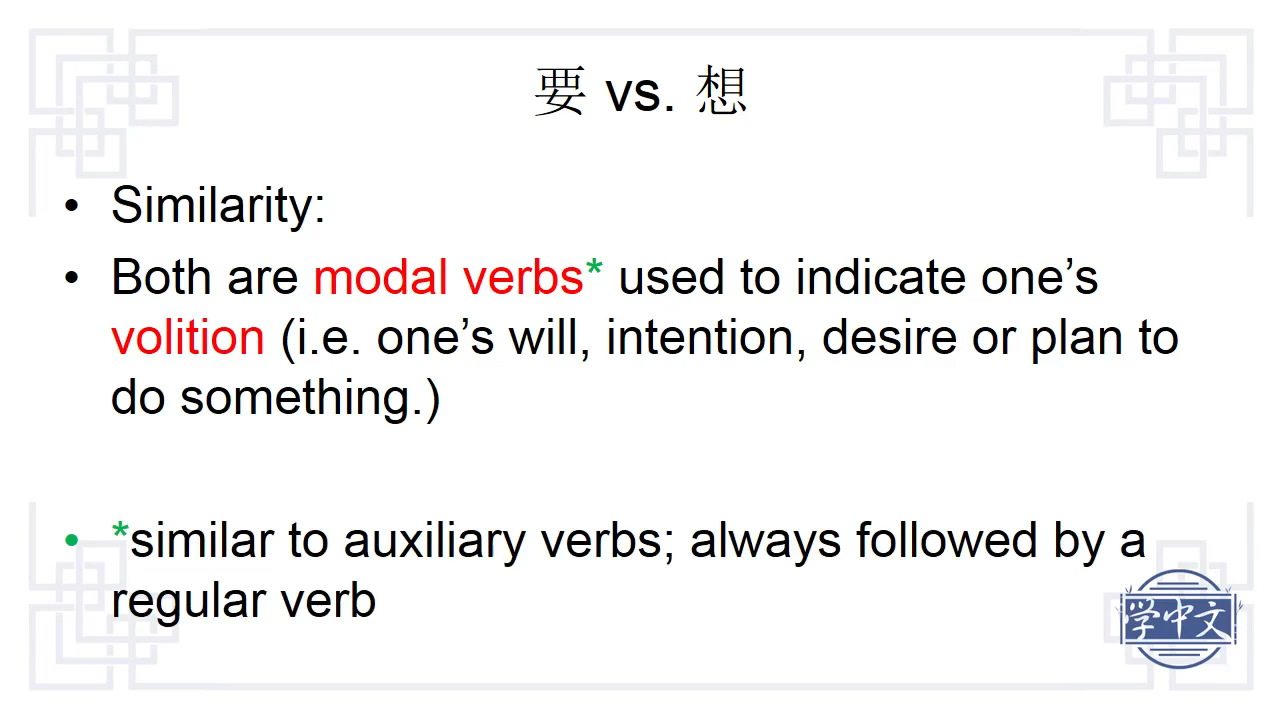 要 vs. 想
• Similarity:
• Both are modal verbs* used to indicate one’s
volition (i.e. one’s will, intention, desire or plan to
do something.)
• *similar to auxiliary verbs; always followed by a
regular verb
学中文